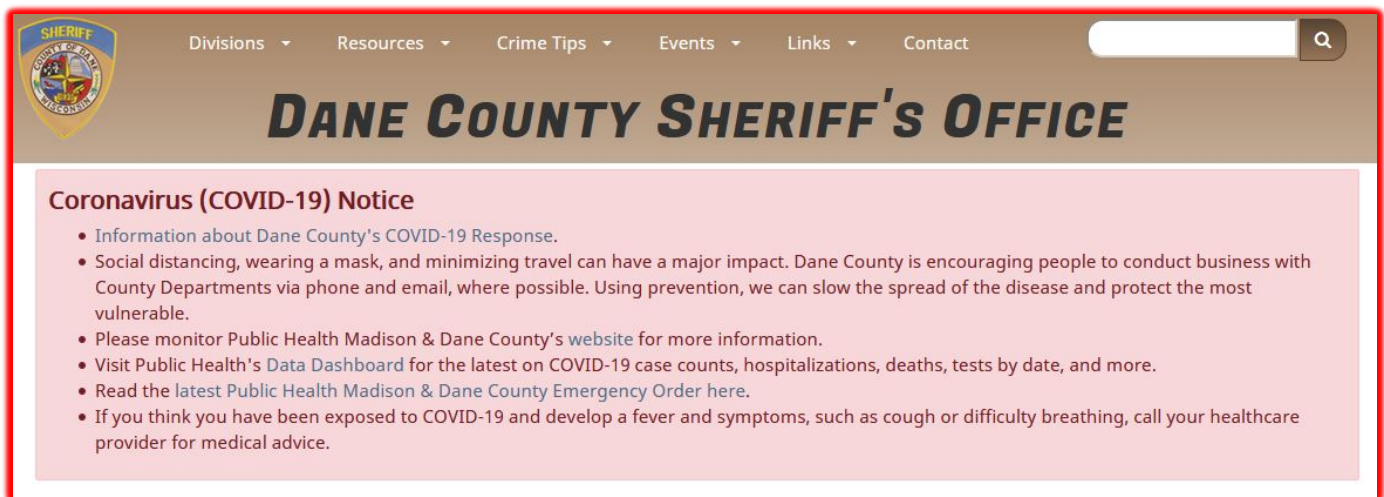 SHERIFF
COUNTY OF DANE
WISCONSIN
Divisions Resources Crime Tips Events Links Contact
DANE COUNTY SHERIFF'S OFFICE
Coronavirus (COVID-19) Notice
• Information about Dane County's COVID-19 Response.
• Social distancing, wearing a mask, and minimizing travel can have a major impact. Dane County is encouraging people to conduct business with
County Departments via phone and email, where possible. Using prevention, we can slow the spread of the disease and protect the most
vulnerable.
• Please monitor Public Health Madison & Dane County’s website for more information.
• Visit Public Health's Data Dashboard for the latest on COVID-19 case counts, hospitalizations, deaths, tests by date, and more.
• Read the latest Public Health Madison & Dane County Emergency Order here.
• If you think you have been exposed to COVID-19 and develop a fever and symptoms, such as cough or difficulty breathing, call your healthcare
provider for medical advice.